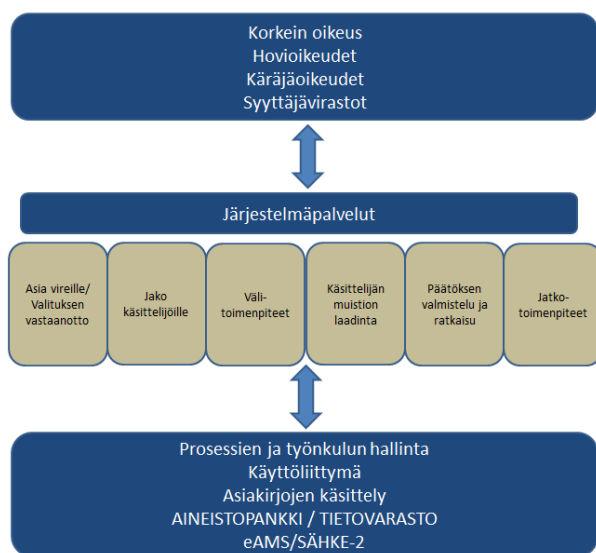 Korkein oikeus
Hovioikeudet
Käräjäoikeudet
Syyttäjävirastot
Järjestelmäpalvelut
Asia vireille/
Valituksen
vastaanotto
Jako
käsittelijöille
Väli-
toimenpiteet
Käsittelijän
muistion
laadinta
Päätöksen
valmistelu ja
ratkaisu
Jatko-
toimenpiteet
Prosessien ja työnkulun hallinta
Käyttöliittymä
Asiakirjojen käsittely
AINEISTOPANKKI / TIETOVARASTO
eAMS/SÄHKE-2